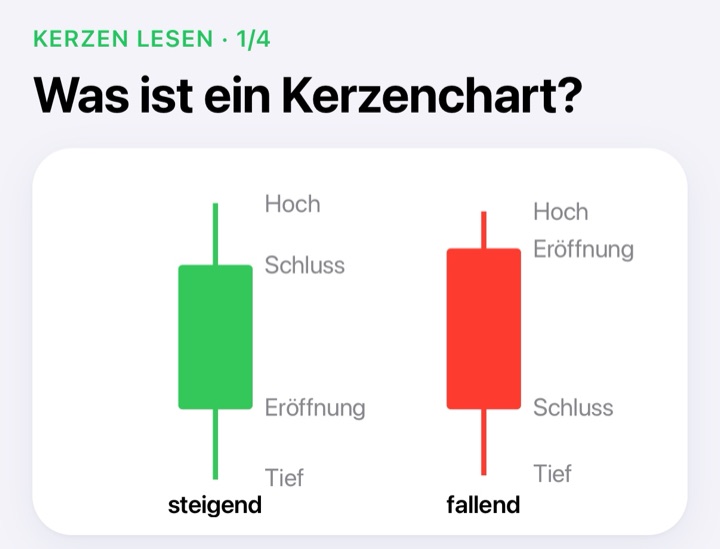 KERZEN LESEN · 1/4
Was ist ein Kerzenchart?
Hoch
Schluss
Eröffnung
Tief
steigend
Hoch
Eröffnung
Schluss
Tief
fallend